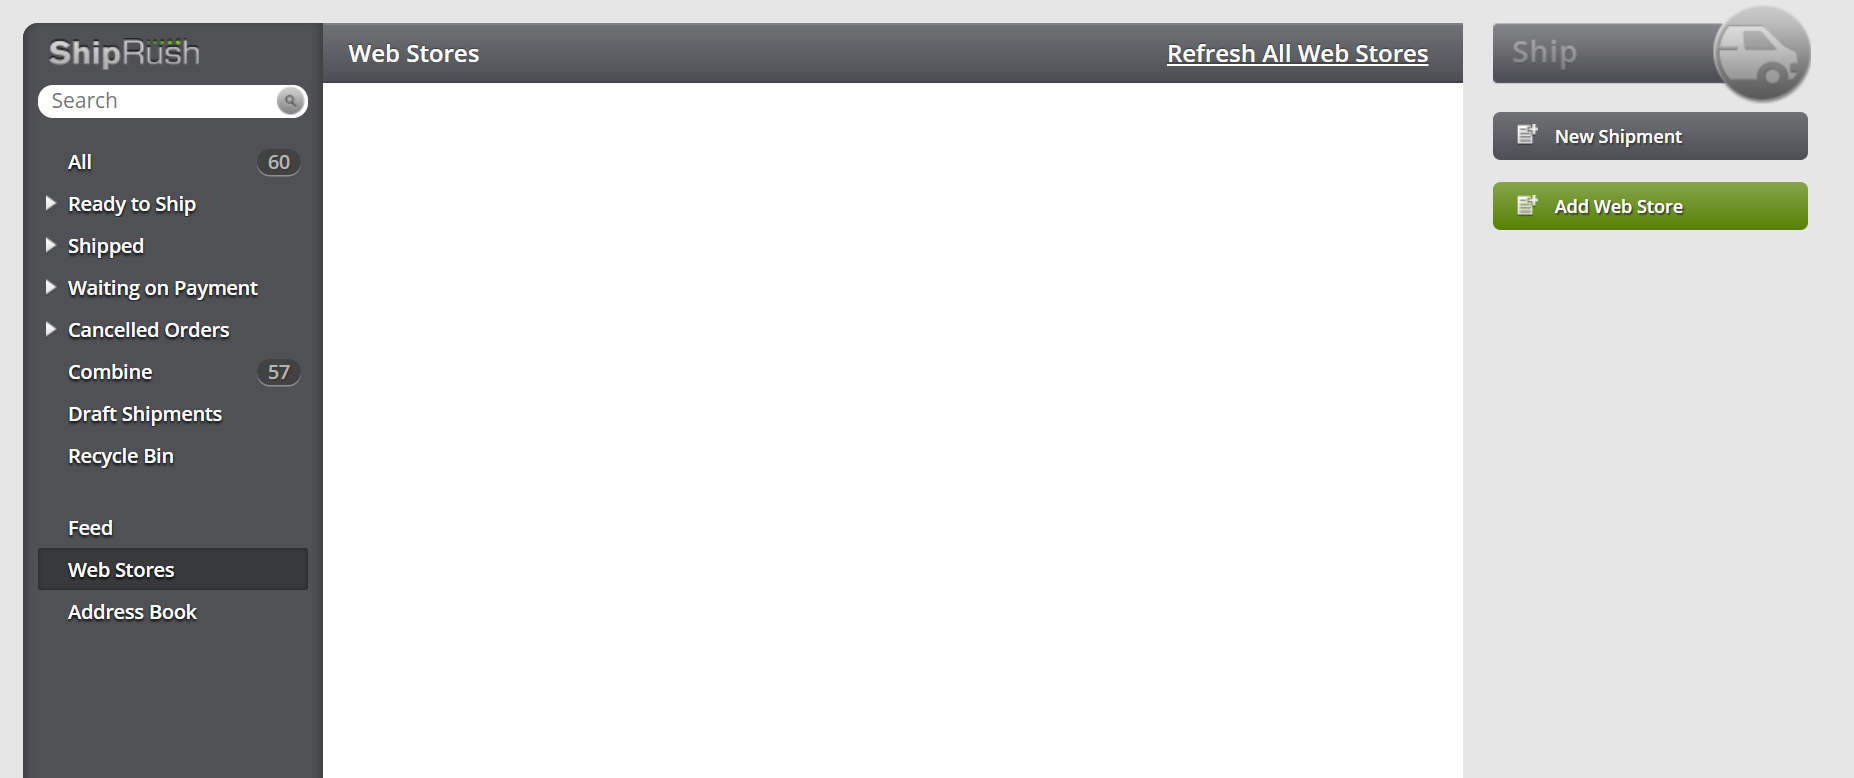 ShipRush
Search
All 60
Ready to Ship
Shipped
Waiting on Payment
Cancelled Orders
Combine 57
Draft Shipments
Recycle Bin
Feed
Web Stores
Address Book
Web Stores
Refresh All Web Stores
Ship
New Shipment
Add Web Store